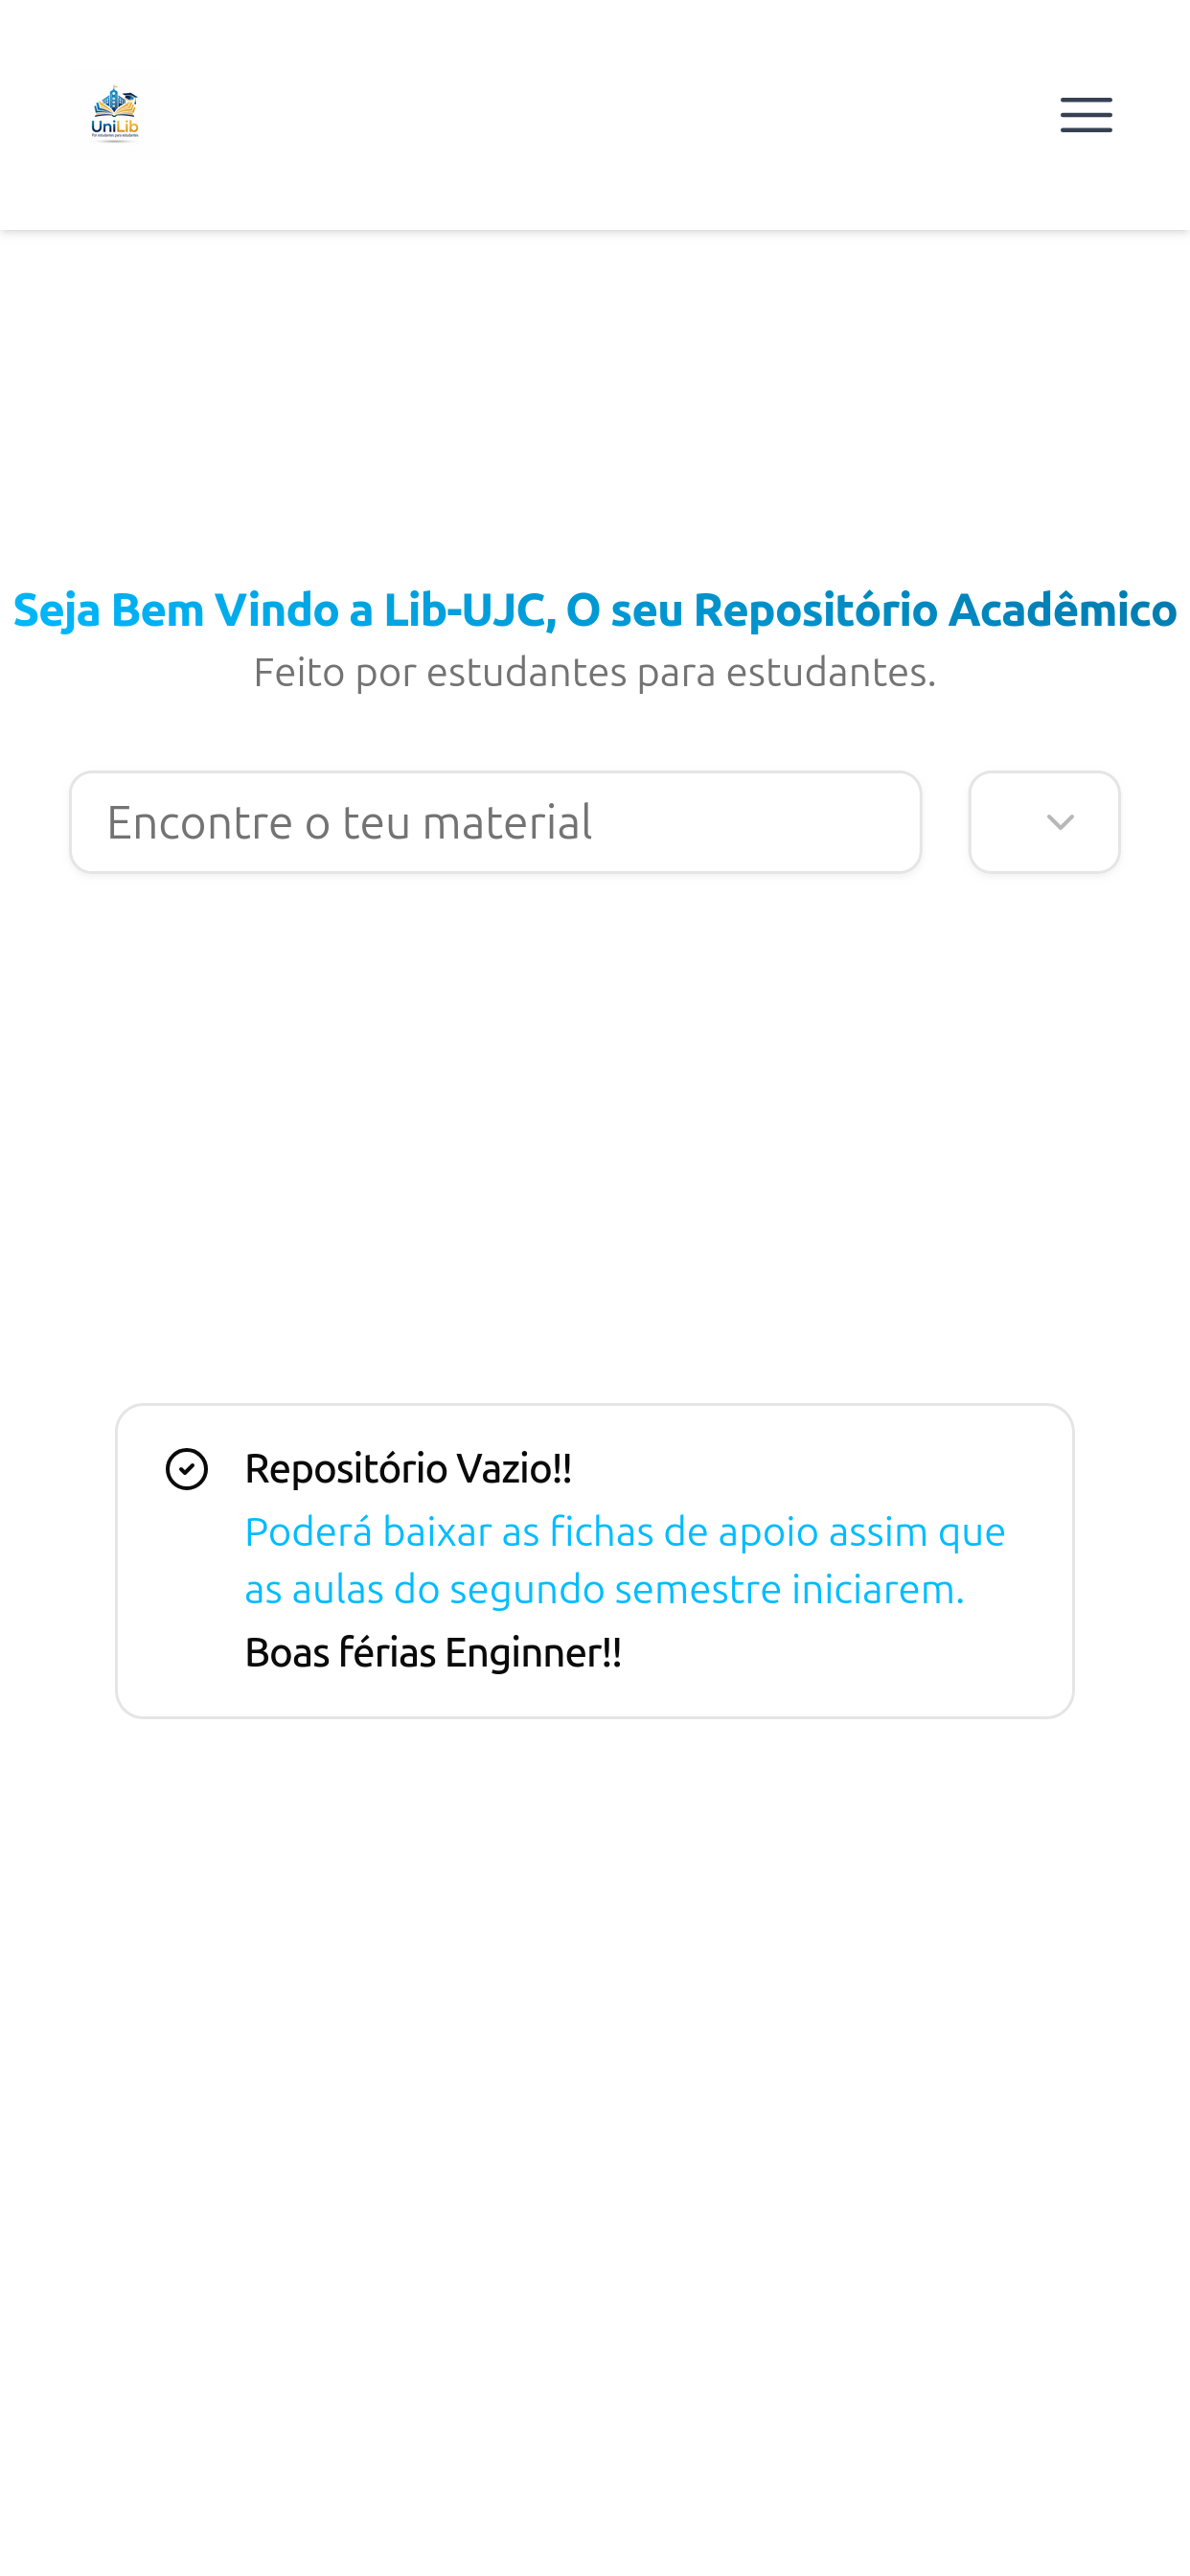 UniLib
Por estudantes para estudantes
Seja Bem Vindo a Lib-UJC, O seu Repositório Acadêmico
Feito por estudantes para estudantes.
Encontre o teu material
Repositório Vazio!!
Poderá baixar as fichas de apoio assim que
as aulas do segundo semestre iniciarem.
Boas férias Enginner!!